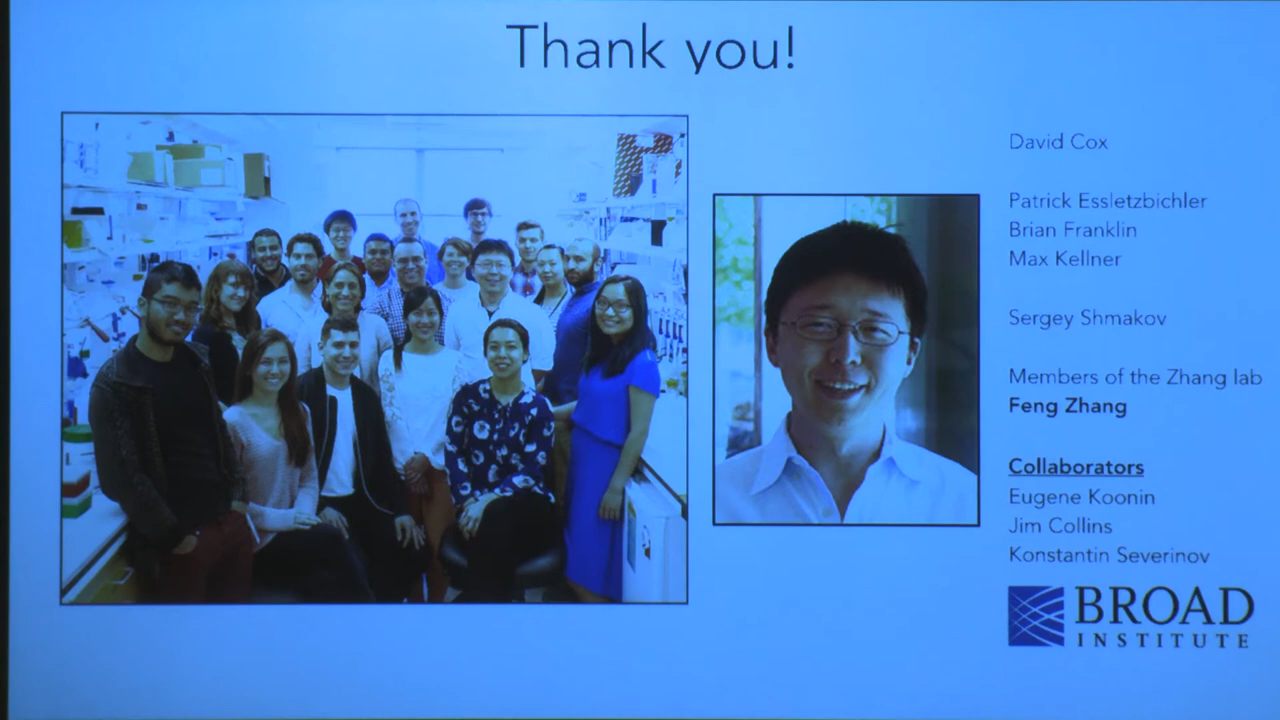 Thank you!
David Cox
Patrick Essletzbichler
Brian Franklin
Max Kellner
Sergey Shmakov
Members of the Zhang lab
Feng Zhang
Collaborators
Eugene Koonin
Jim Collins
Konstantin Severinov
BROAD
INSTITUTE